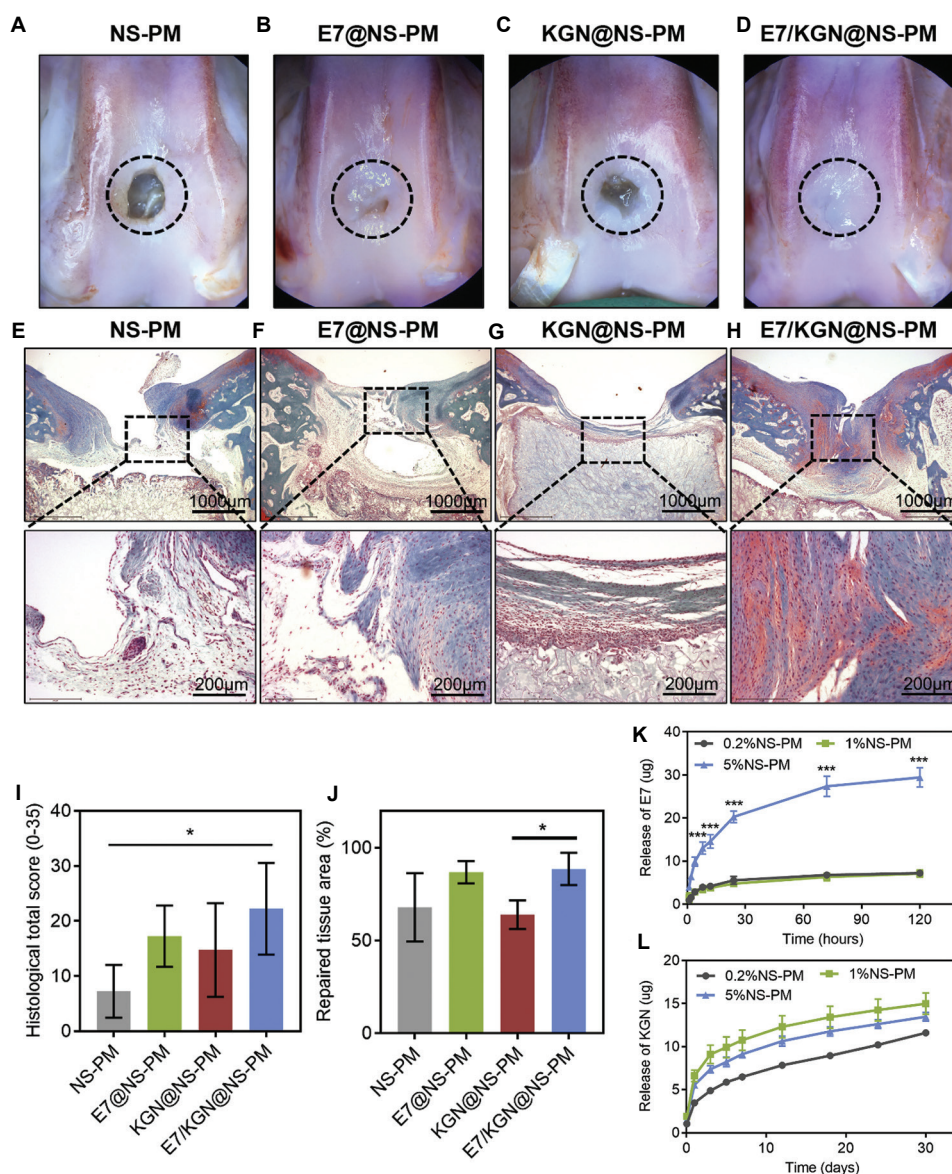 A NS-PM
B E7@NS-PM
C KGN@NS-PM
D E7/KGN@NS-PM
E NS-PM
F E7@NS-PM
G KGN@NS-PM
H E7/KGN@NS-PM
1000μm
1000μm
1000μm
1000μm
200μm
200μm
200μm
200μm
I
Histological total score (0-35)
40
30
20
10
0
*
NS-PM
E7@NS-PM
KGN@NS-PM
E7/KGN@NS-PM
J
Repaired tissue area (%)
100
50
0
*
NS-PM
E7@NS-PM
KGN@NS-PM
E7/KGN@NS-PM
K
0.2%NS-PM 1%NS-PM
5%NS-PM
Release of E7 (ug)
40
30
20
10
0
*** *** *** *** ***
0 30 60 90 120
Time (hours)
L
0.2%NS-PM 1%NS-PM
5%NS-PM
Release of KGN (ug)
20
15
10
5
0
0 10 20 30
Time (days)